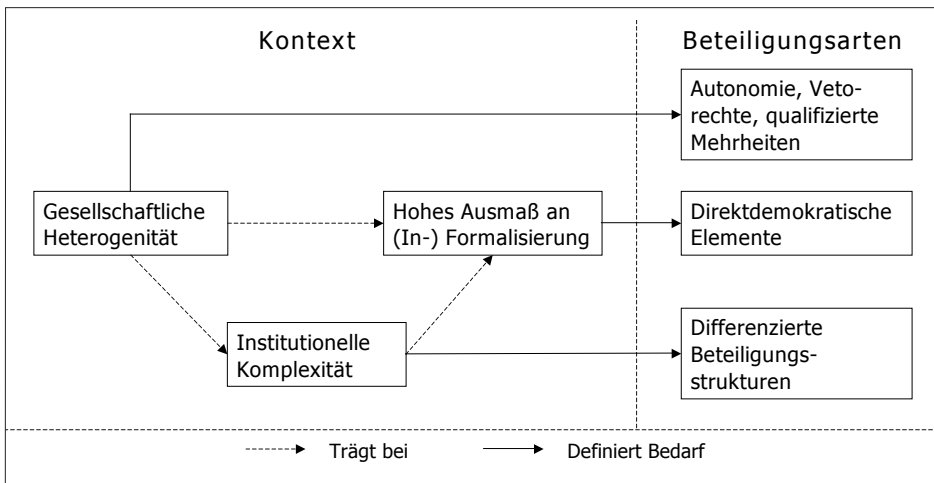 Kontext
Beteiligungsarten
Autonomie, Veto-
rechte, qualifizierte
Mehrheiten
Gesellschaftliche
Heterogenität
Hohes Ausmaß an
(In-) Formalisierung
Direktdemokratische
Elemente
Institutionelle
Komplexität
Differenzierte
Beteiligungs-
strukturen
Trägt bei
Definiert Bedarf